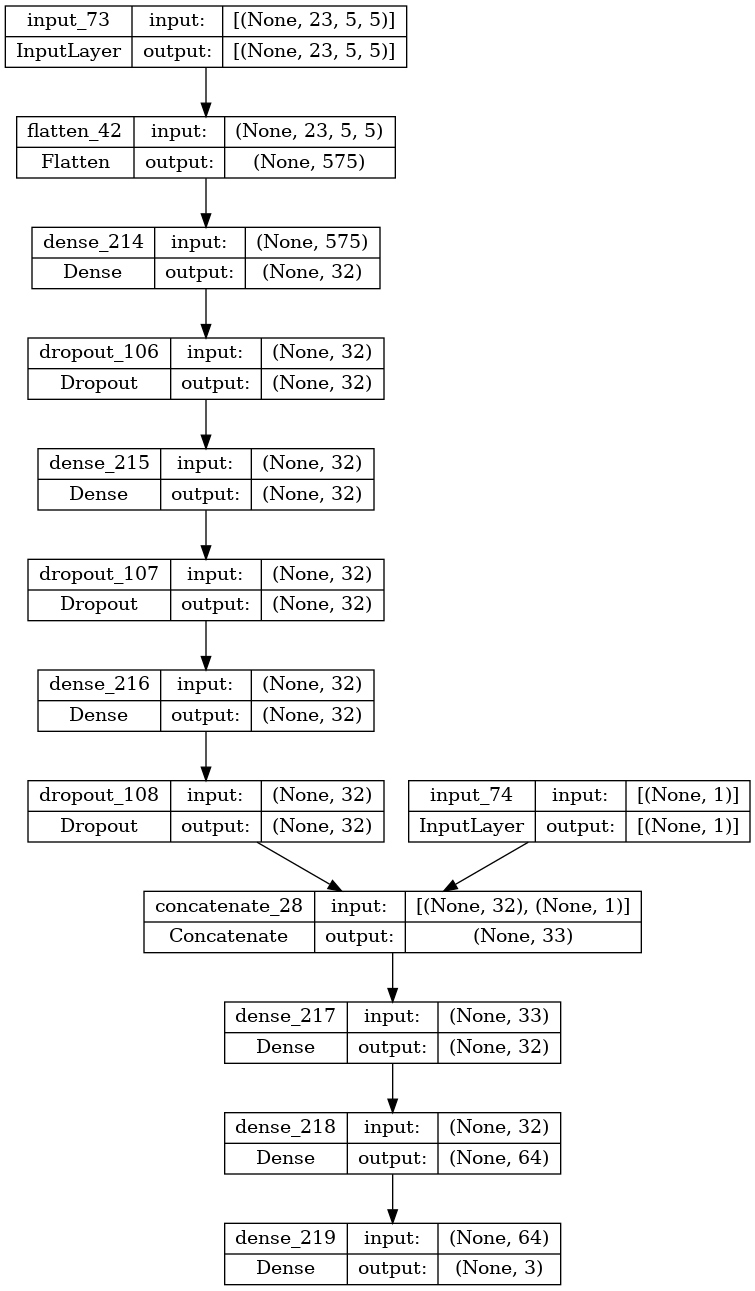 input_73 input: [(None, 23, 5, 5)]
InputLayer output: [(None, 23, 5, 5)]
flatten_42 input: (None, 23, 5, 5)
Flatten output: (None, 575)
dense_214 input: (None, 575)
Dense output: (None, 32)
dropout_106 input: (None, 32)
Dropout output: (None, 32)
dense_215 input: (None, 32)
Dense output: (None, 32)
dropout_107 input: (None, 32)
Dropout output: (None, 32)
dense_216 input: (None, 32)
Dense output: (None, 32)
dropout_108 input: (None, 32)
Dropout output: (None, 32)
input_74 input: [(None, 1)]
InputLayer output: [(None, 1)]
concatenate_28 input: [(None, 32), (None, 1)]
Concatenate output: (None, 33)
dense_217 input: (None, 33)
Dense output: (None, 32)
dense_218 input: (None, 32)
Dense output: (None, 64)
dense_219 input: (None, 64)
Dense output: (None, 3)